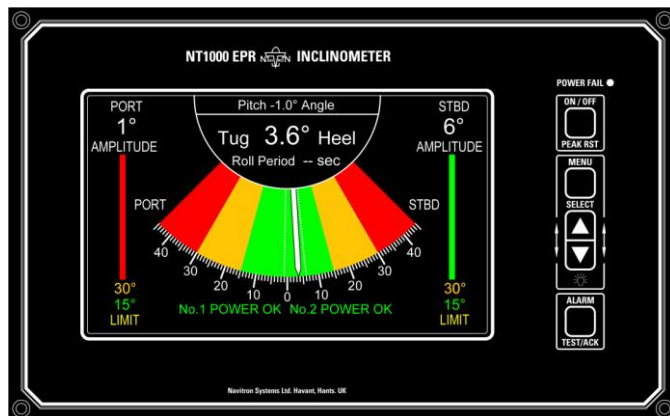 NT1000 EPR NAVITRON INCLINOMETER
POWER FAIL
ON / OFF
PEAK RST
MENU
SELECT
ALARM
TEST/ACK
PORT
1°
AMPLITUDE
Pitch -1.0° Angle
Tug 3.6° Heel
Roll Period -- sec
STBD
6°
AMPLITUDE
PORT
STBD
40 30 20 10 0 10 20 30 40
30°
15°
LIMIT
No.1 POWER OK No.2 POWER OK
30°
15°
LIMIT
Navitron Systems Ltd. Havant, Hants. UK